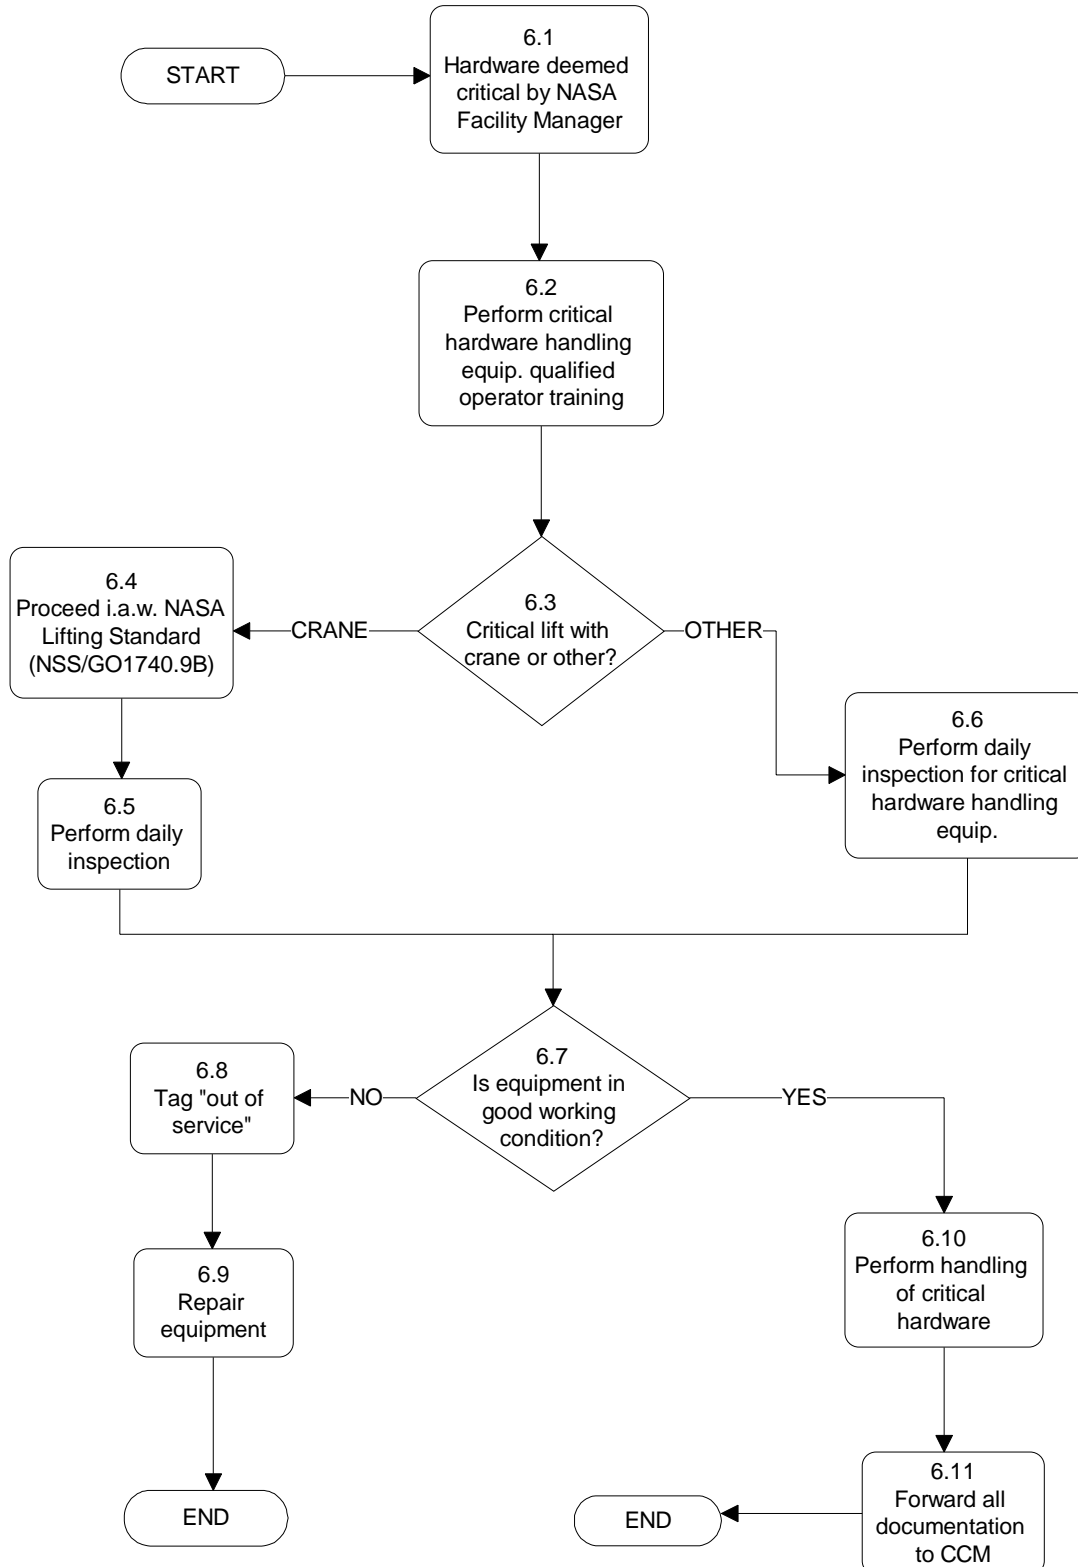 START
6.1
Hardware deemed
critical by NASA
Facility Manager
6.2
Perform critical
hardware handling
equip. qualified
operator training
6.3
Critical lift with
crane or other?
CRANE
OTHER
6.4
Proceed i.a.w. NASA
Lifting Standard
(NSS/GO1740.9B)
6.5
Perform daily
inspection
6.6
Perform daily
inspection for critical
hardware handling
equip.
6.7
Is equipment in
good working
condition?
NO
YES
6.8
Tag "out of
service"
6.9
Repair
equipment
END
6.10
Perform handling
of critical
hardware
6.11
Forward all
documentation
to CCM
END